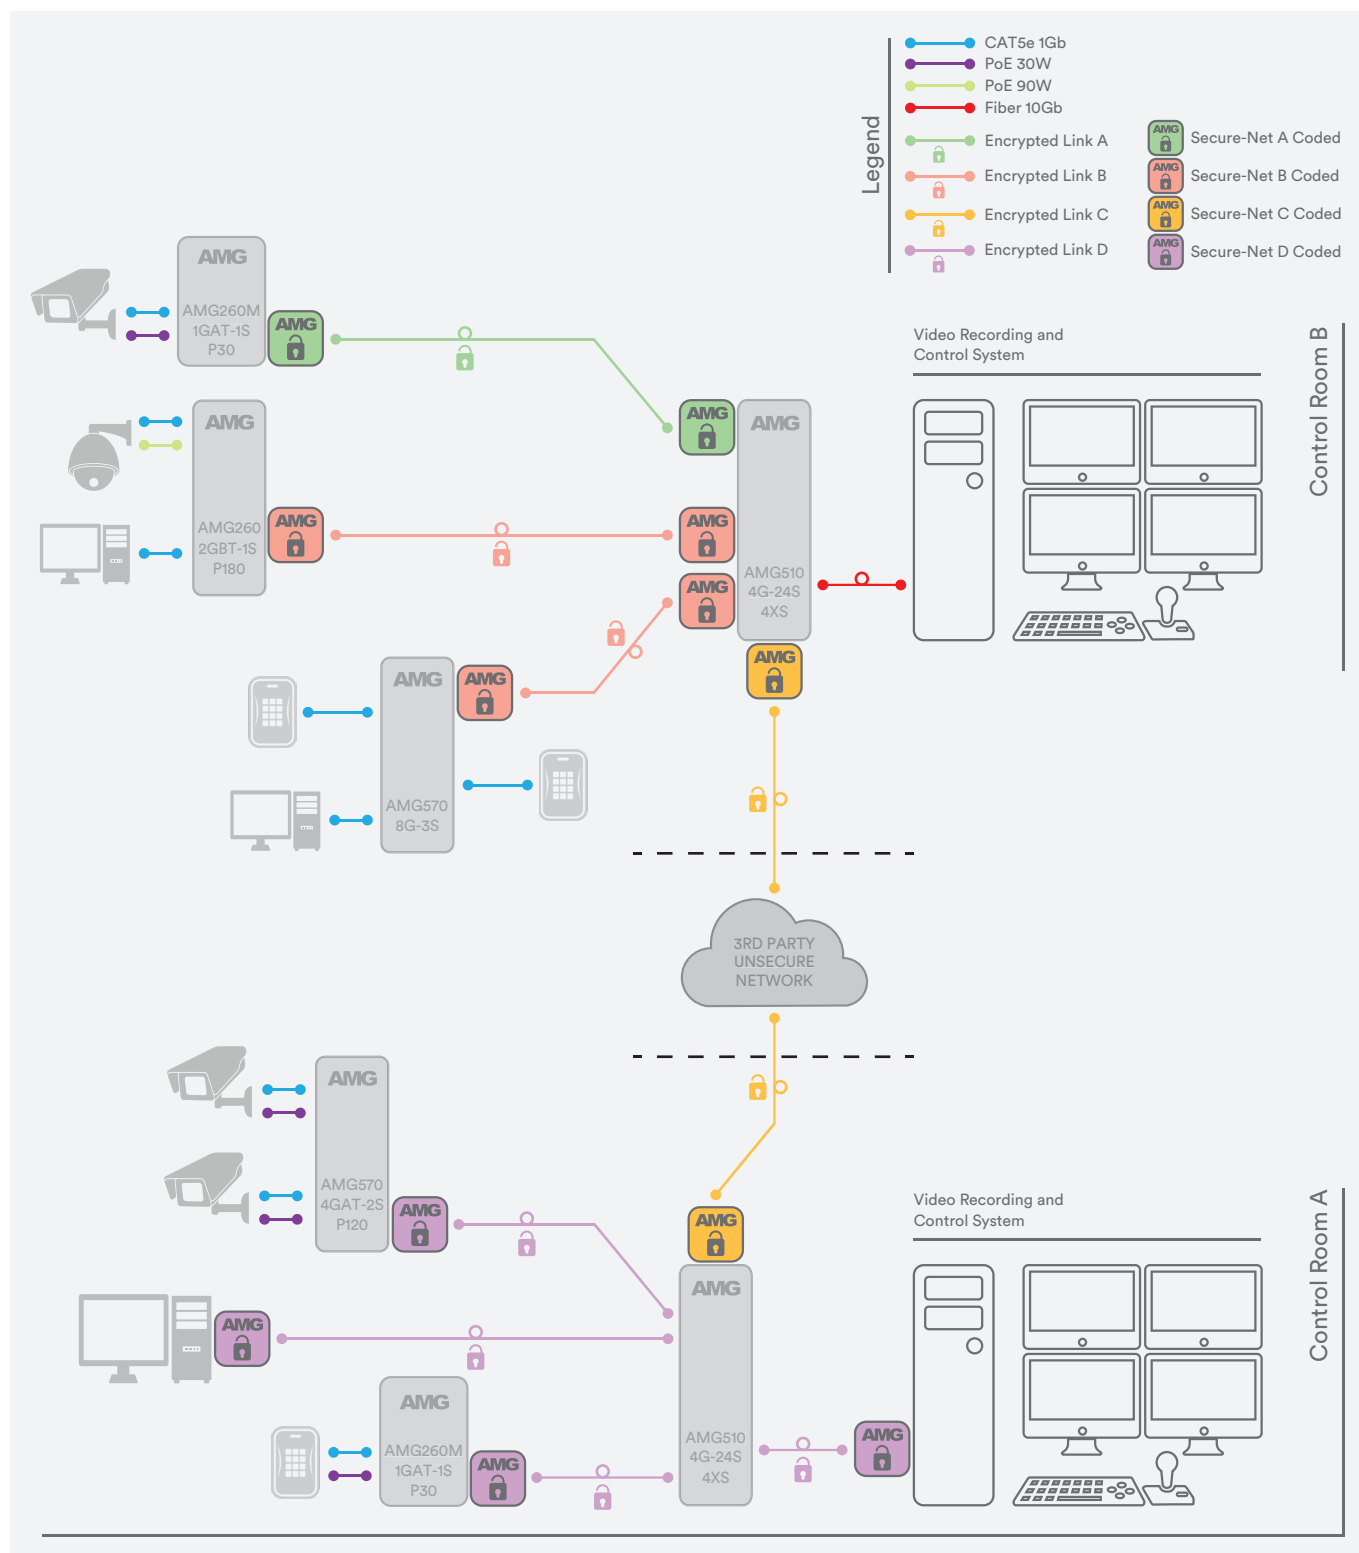 Legend
CAT5e 1Gb
PoE 30W
PoE 90W
Fiber 10Gb
Encrypted Link A
Encrypted Link B
Encrypted Link C
Encrypted Link D
AMG
Secure-Net A Coded
AMG
Secure-Net B Coded
AMG
Secure-Net C Coded
AMG
Secure-Net D Coded
AMG
AMG260M
1GAT-1S
P30
AMG
AMG
AMG260
2GBT-1S
P180
AMG
AMG
AMG
AMG
AMG
AMG510
4G-24S
4XS
AMG
Video Recording and
Control System
Control Room B
AMG
AMG570
8G-3S
AMG
3RD PARTY
UNSECURE
NETWORK
AMG
AMG570
4GAT-2S
P120
AMG
AMG
AMG
AMG260M
1GAT-1S
P30
AMG
AMG
AMG
AMG510
4G-24S
4XS
AMG
Video Recording and
Control System
Control Room A